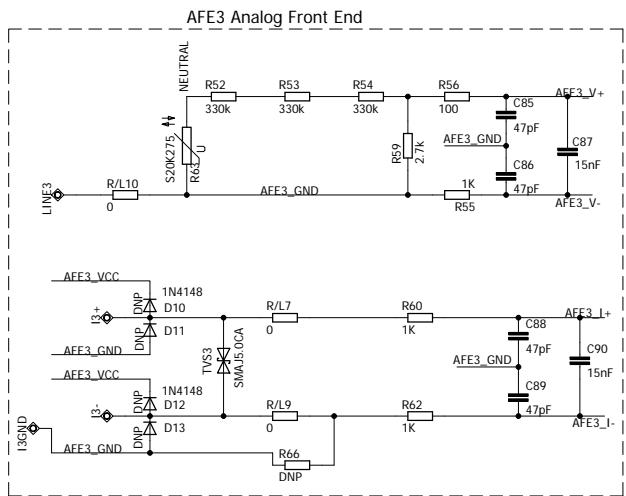 AFE3 Analog Front End
NEUTRAL
R52
330k
R53
330k
R54
330k
R56
100
AFE3_V+
C85
47pF
AFE3_GND
C87
15nF
S20K275
R63
U
R59
2.7k
C86
47pF
LINE3
R/L10
0
AFE3_GND
1K
R55
AFE3_V-
AFE3_VCC
1N4148
DNP
D10
I3+
DNP
D11
AFE3_GND
R/L7
0
R60
1K
AFE3_I+
C88
47pF
AFE3_GND
C90
15nF
TVS3
SMAJ5.0CA
AFE3_VCC
1N4148
DNP
D12
I3-
DNP
D13
R/L9
0
R62
1K
C89
47pF
AFE3_I-
I3GND
AFE3_GND
R66
DNP